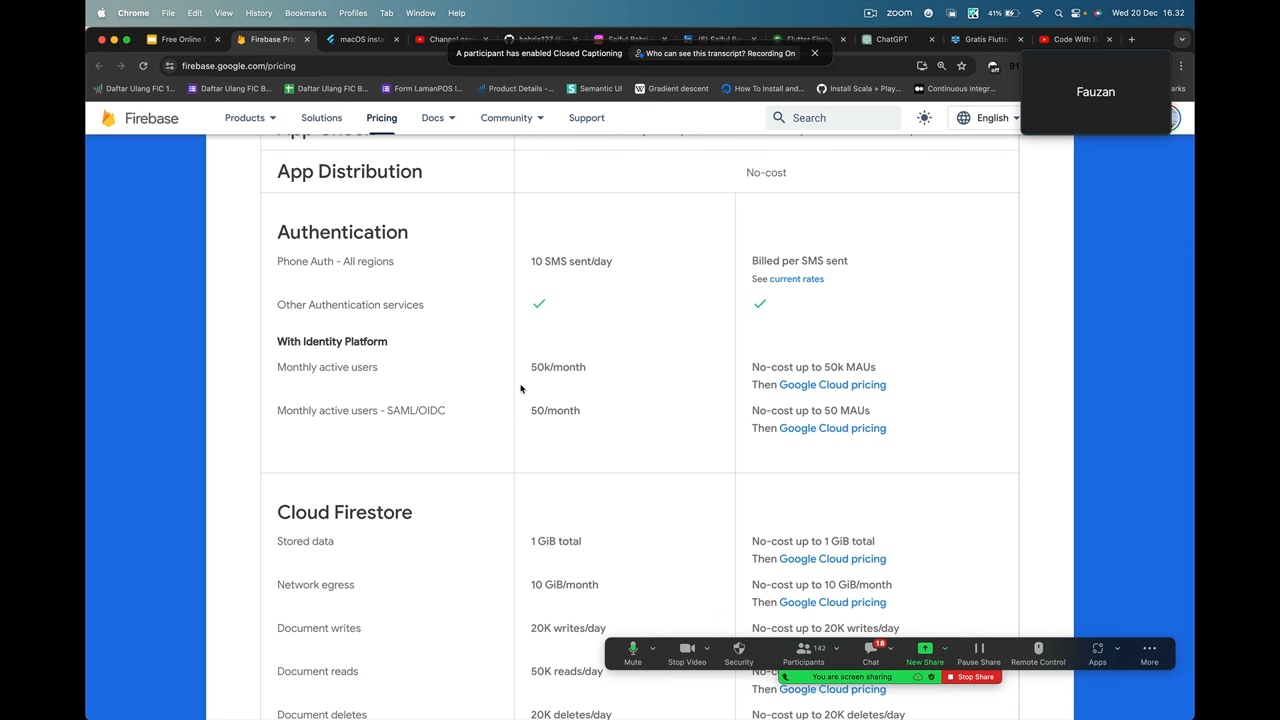 Chrome File Edit View History Bookmarks Profiles Tab Window Help zoom 41% Wed 20 Dec 16.32
Free Online C Firebase Pric macOS insta Channel con ChatGPT Gratis Flutte Code With B
A participant has enabled Closed Captioning Who can see this transcript? Recording On
firebase.google.com/pricing off 91
Daftar Ulang FIC 1... Daftar Ulang FIC B... Daftar Ulang FIC B... Form LamanPOS I... Product Details -... Semantic UI Gradient descent How To Install and... Install Scala + Play... Continuous integr...
Fauzan
Firebase Products Solutions Pricing Docs Community Support Search English
App Distribution No-cost
Authentication
Phone Auth - All regions 10 SMS sent/day Billed per SMS sent
See current rates
Other Authentication services
With Identity Platform
Monthly active users 50k/month No-cost up to 50k MAUs
Then Google Cloud pricing
Monthly active users - SAML/OIDC 50/month No-cost up to 50 MAUs
Then Google Cloud pricing
Cloud Firestore
Stored data 1 GiB total No-cost up to 1 GiB total
Then Google Cloud pricing
Network egress 10 GiB/month No-cost up to 10 GiB/month
Then Google Cloud pricing
Document writes 20K writes/day No-cost up to 20K writes/day
142 18
Mute Stop Video Security Participants Chat New Share Pause Share Remote Control Apps More
Document reads 50K reads/day
You are screen sharing Stop Share
Then Google Cloud pricing
Document deletes 20K deletes/day No-cost up to 20K deletes/day